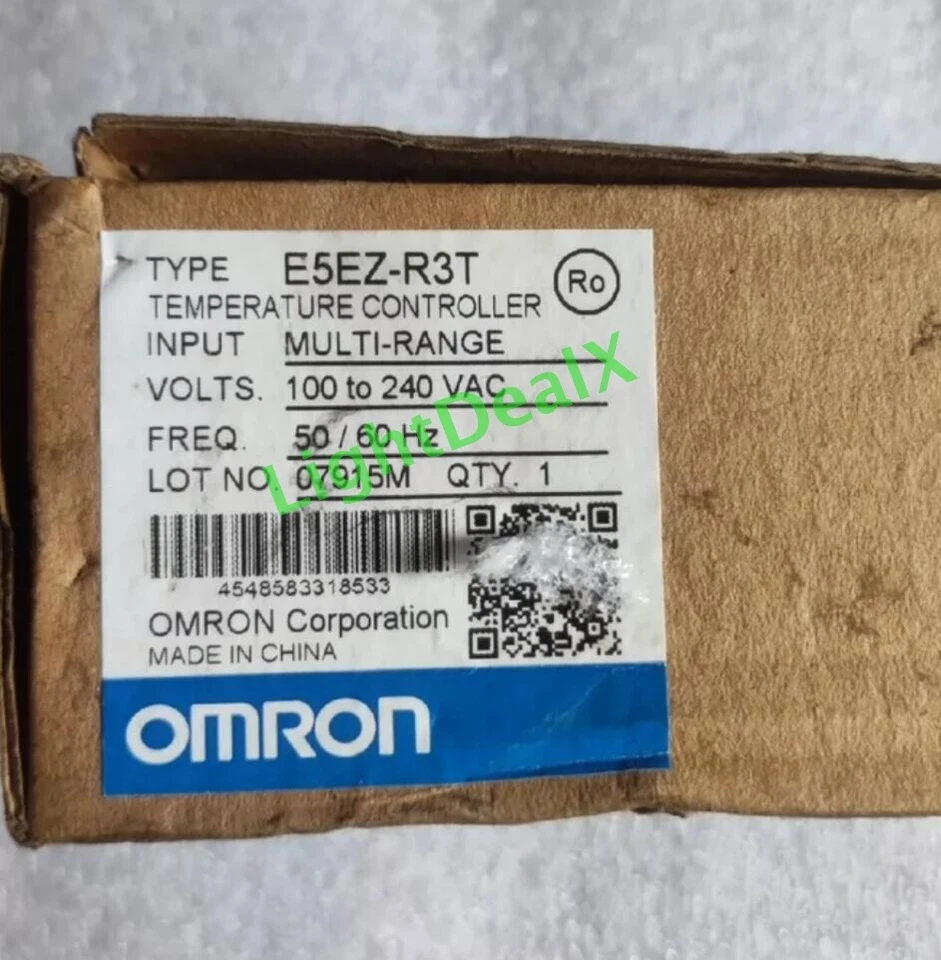 TYPE E5EZ-R3T
Ro
TEMPERATURE CONTROLLER
INPUT MULTI-RANGE
VOLTS. 100 to 240 VAC
FREQ. 50 / 60 Hz
LOT NO. 07915M QTY. 1
LightDealX
4548583318533
OMRON Corporation
MADE IN CHINA
OMRON